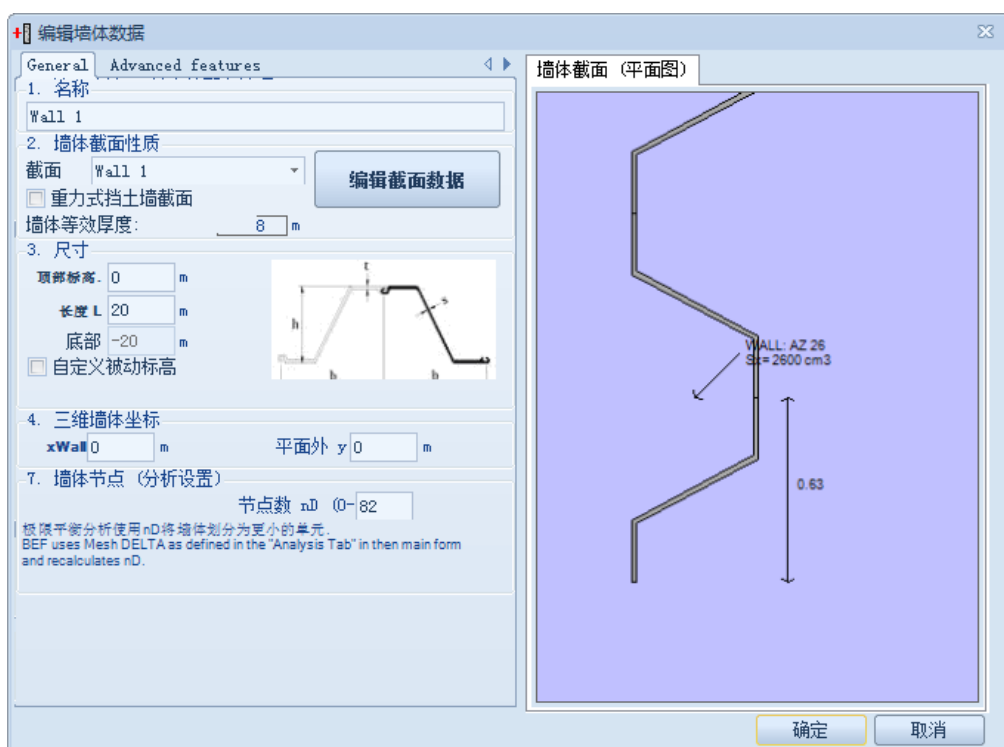 编辑墙体数据
General Advanced features
1. 名称
Wall 1
2. 墙体截面性质
截面 Wall 1
编辑截面数据
重力式挡土墙截面
墙体等效厚度: 8 m
3. 尺寸
顶部标高. 0 m
长度 L 20 m
底部 -20 m
自定义被动标高
t
s
h
b b
4. 三维墙体坐标
xWall 0 m 平面外 y 0 m
7. 墙体节点 (分析设置)
节点数 nD (0- 82
极限平衡分析使用nD将墙体划分为更小的单元.
BEF uses Mesh DELTA as defined in the "Analysis Tab" in then main form
and recalculates nD.
墙体截面 (平面图)
WALL: AZ 26
Sx= 2600 cm3
0.63
确定 取消